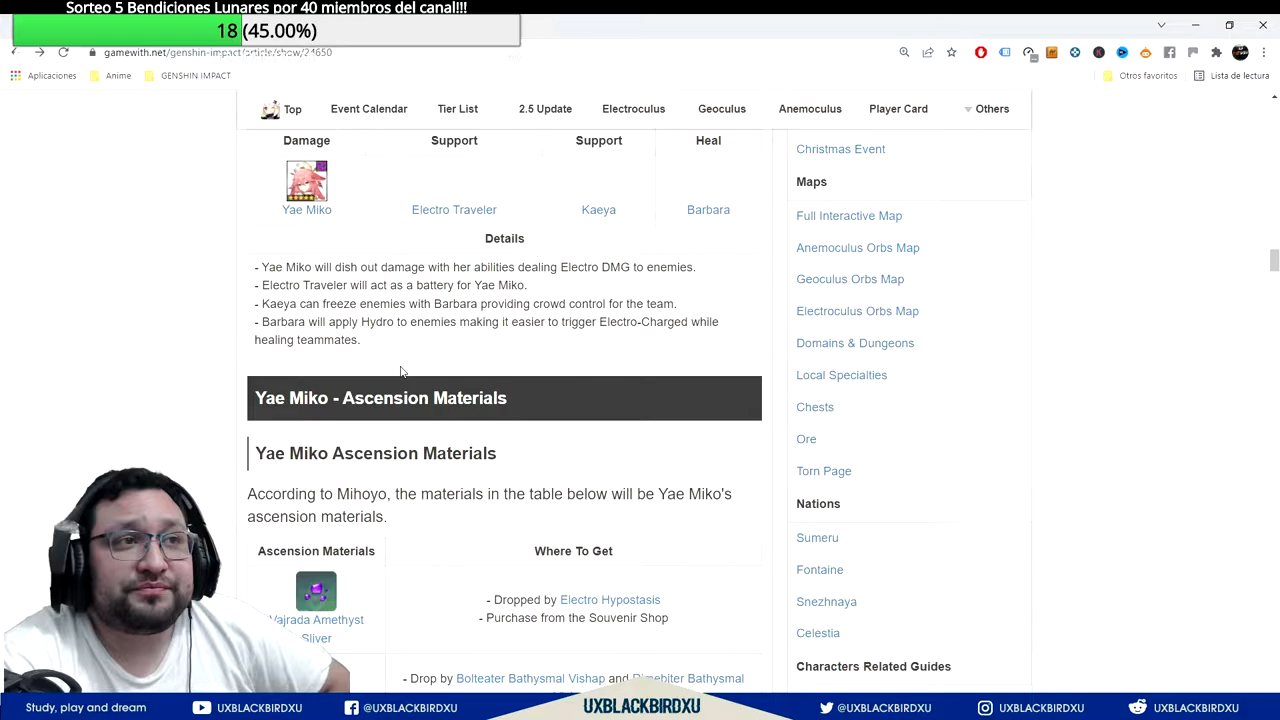 Sorteo 5 Bendiciones Lunares por 40 miembros del canal!!!
18 (45.00%)
gamewith.net/genshin-impact/article/show/24650
Aplicaciones
Anime
GENSHIN IMPACT
Otros favoritos
Lista de lectura
Top
Event Calendar
Tier List
2.5 Update
Electroculus
Geoculus
Anemoculus
Player Card
Others
Damage
Support
Support
Heal
Yae Miko
Electro Traveler
Kaeya
Barbara
Details
- Yae Miko will dish out damage with her abilities dealing Electro DMG to enemies.
- Electro Traveler will act as a battery for Yae Miko.
- Kaeya can freeze enemies with Barbara providing crowd control for the team.
- Barbara will apply Hydro to enemies making it easier to trigger Electro-Charged while
healing teammates.
Yae Miko - Ascension Materials
Yae Miko Ascension Materials
According to Mihoyo, the materials in the table below will be Yae Miko's
ascension materials.
Ascension Materials
Where To Get
Vajrada Amethyst
Sliver
- Dropped by Electro Hypostasis
- Purchase from the Souvenir Shop
- Drop by Bolteater Bathysmal Vishap and Rimebiter Bathysmal
Christmas Event
Maps
Full Interactive Map
Anemoculus Orbs Map
Geoculus Orbs Map
Electroculus Orbs Map
Domains & Dungeons
Local Specialties
Chests
Ore
Torn Page
Nations
Sumeru
Fontaine
Snezhnaya
Celestia
Characters Related Guides
Study, play and dream
UXBLACKBIRDXU
@UXBLACKBIRDXU
UXBLACKBIRDXU
@UXBLACKBIRDXU
UXBLACKBIRDXU
UXBLACKBIRDXU